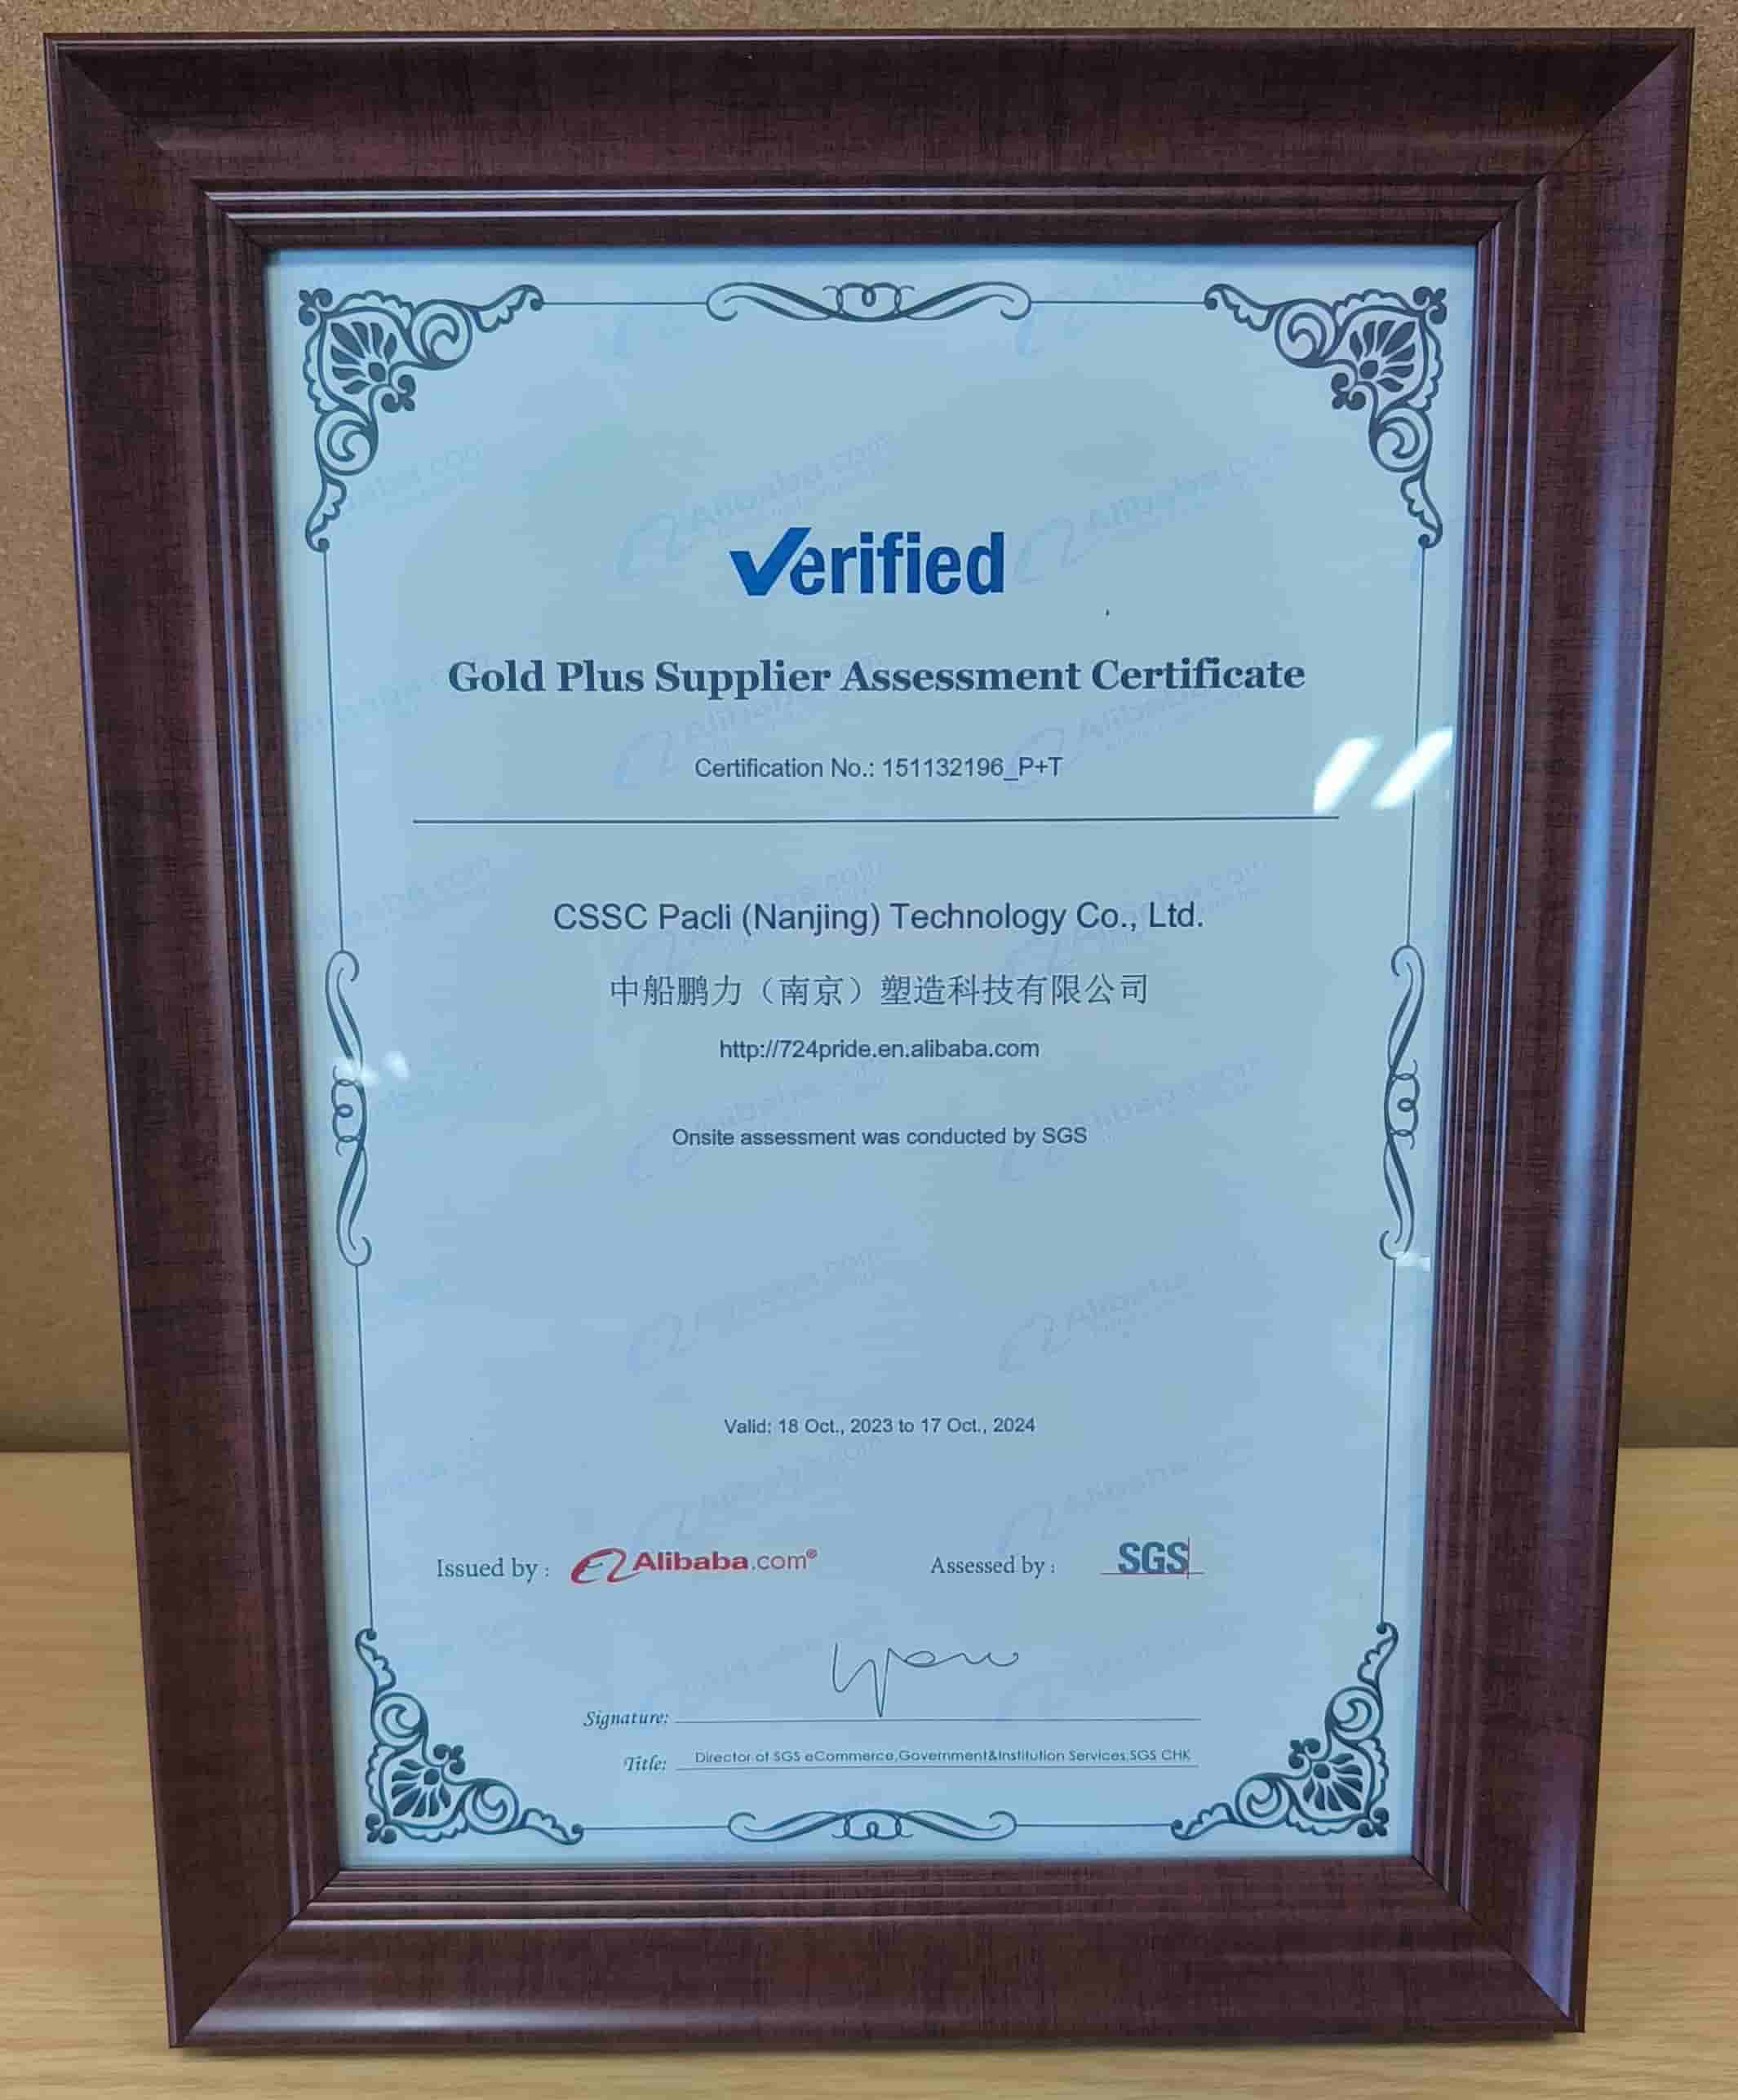 Verified
Gold Plus Supplier Assessment Certificate
Certification No.: 151132196_P+T
CSSC Pacli (Nanjing) Technology Co., Ltd.
中船鹏力（南京）塑造科技有限公司
http://724pride.en.alibaba.com
Onsite assessment was conducted by SGS
Valid: 18 Oct., 2023 to 17 Oct., 2024
Issued by : Alibaba.com® Assessed by : SGS
Signature:
Title: Director of SGS eCommerce,Government&Institution Services,SGS CHK